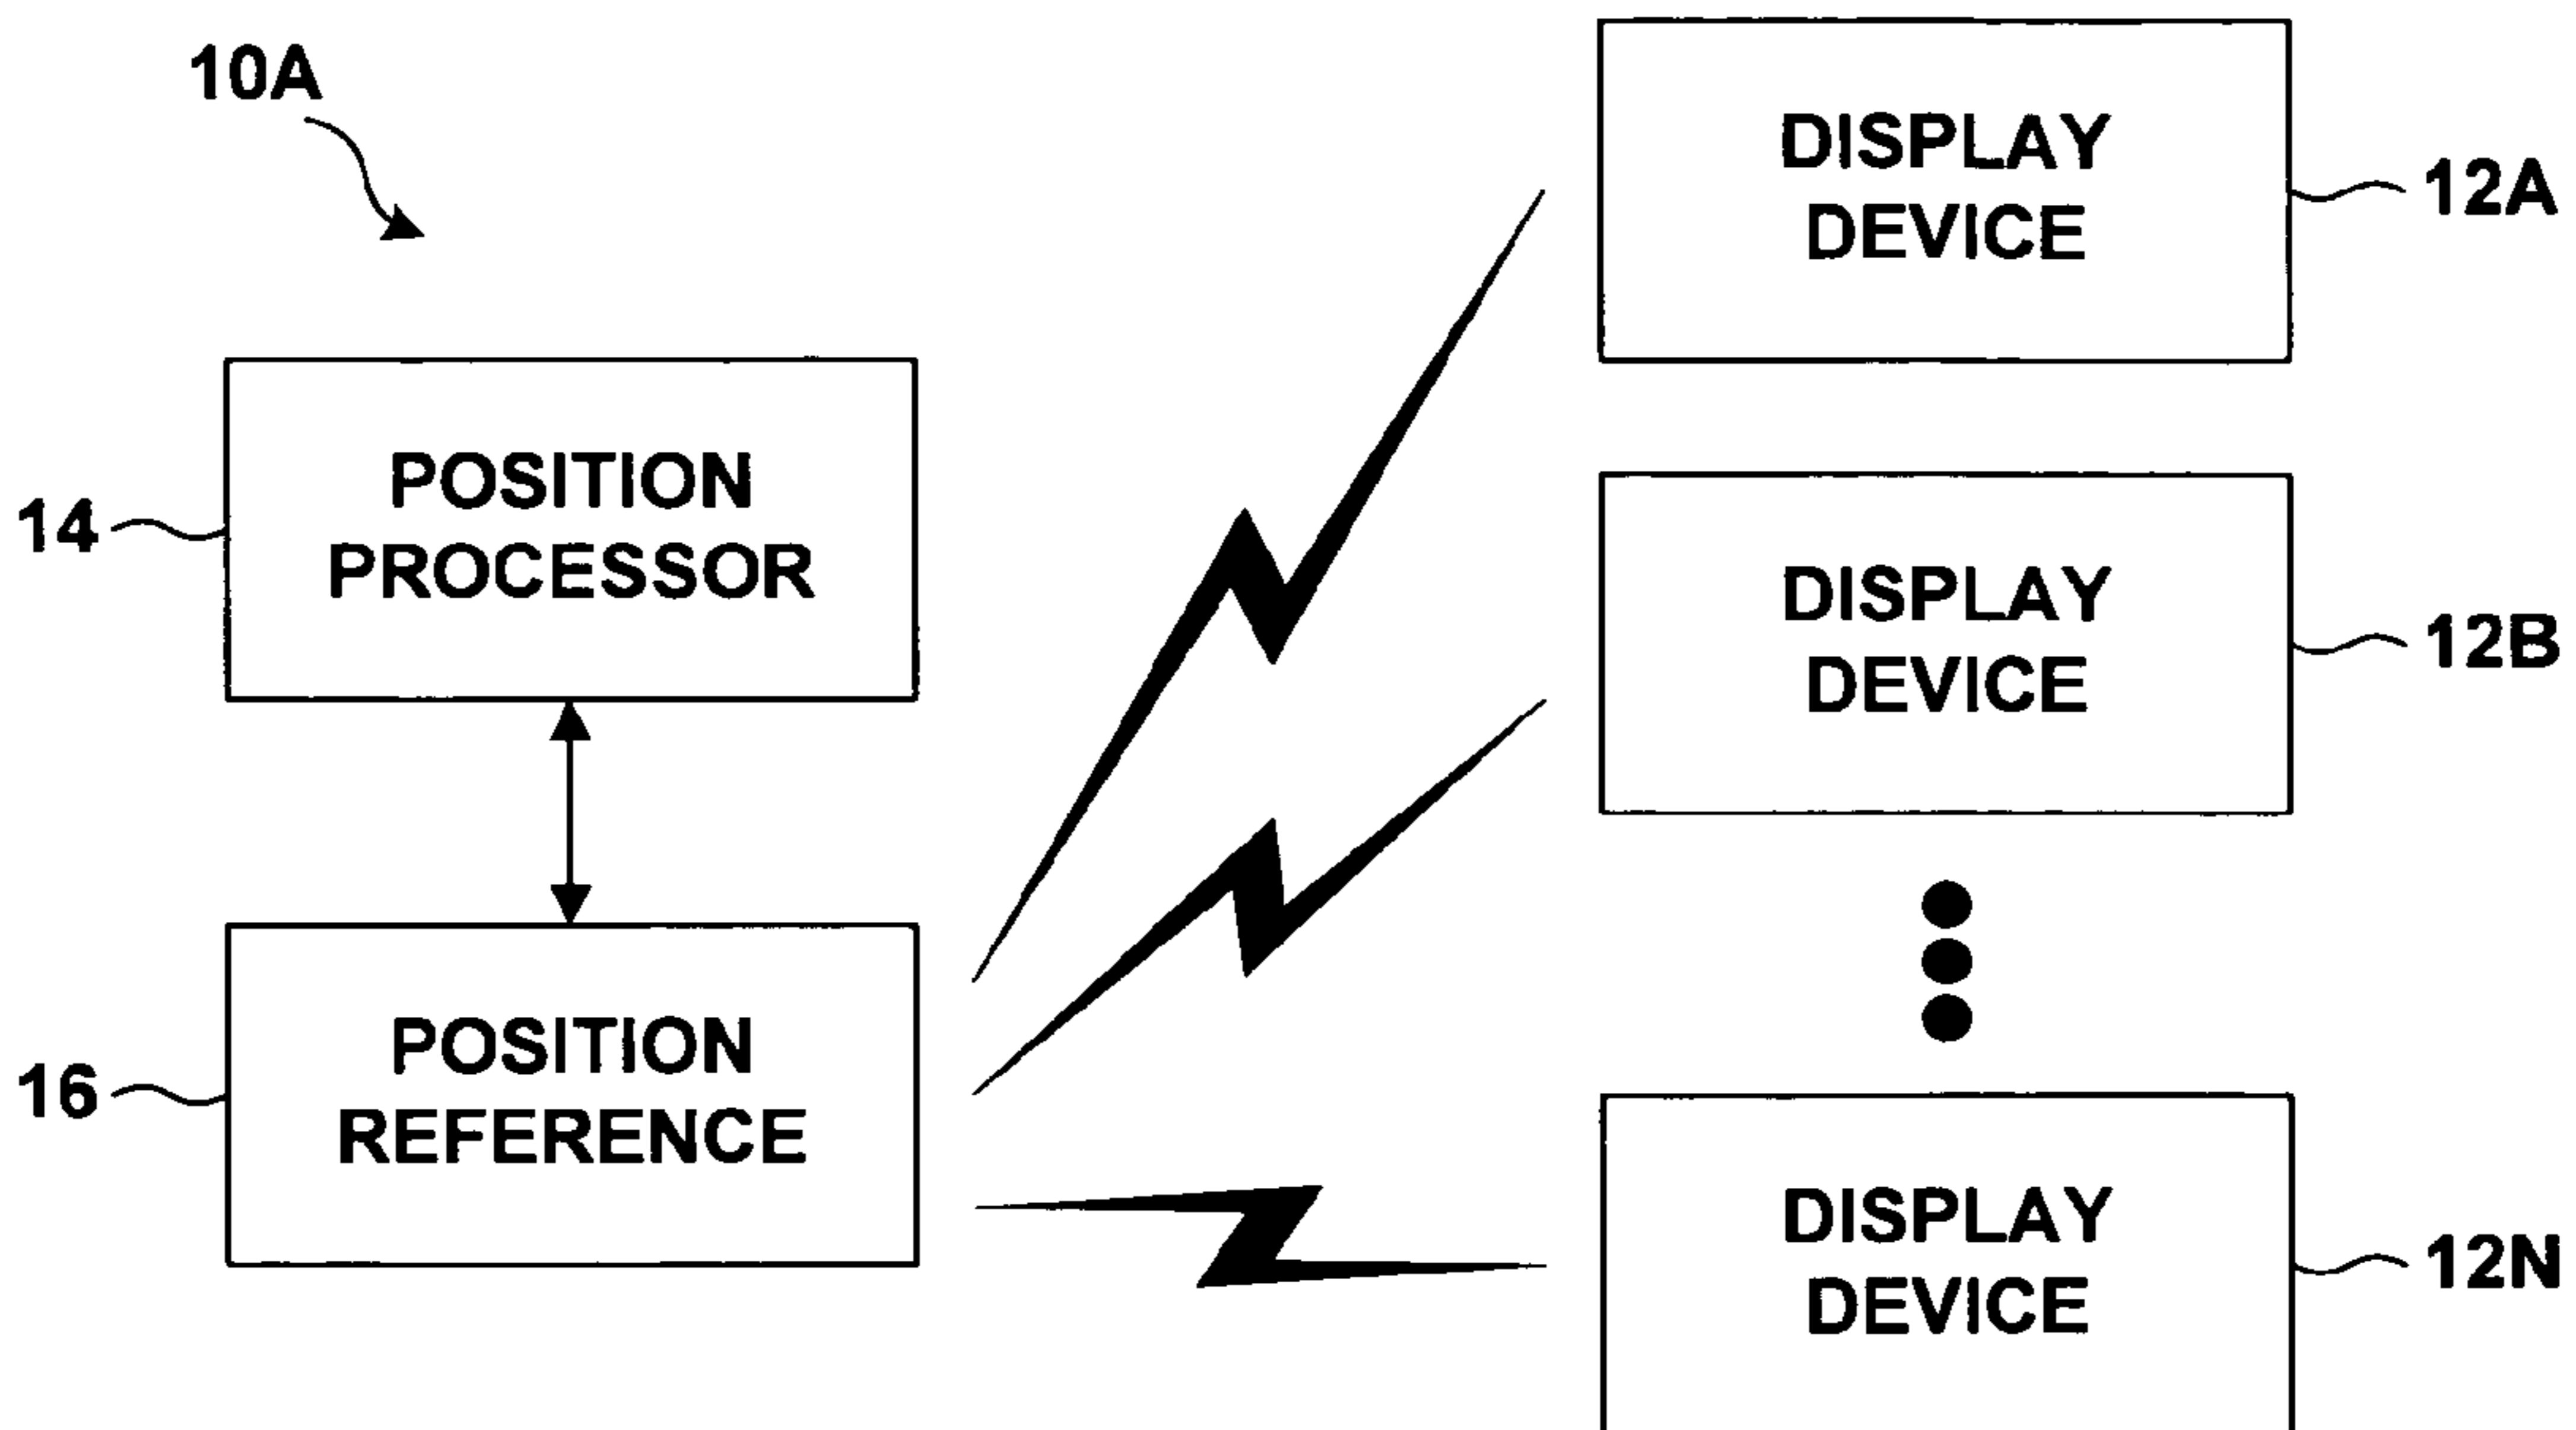 10A
DISPLAY
DEVICE
12A
POSITION
PROCESSOR
14
DISPLAY
DEVICE
12B
POSITION
REFERENCE
16
DISPLAY
DEVICE
12N